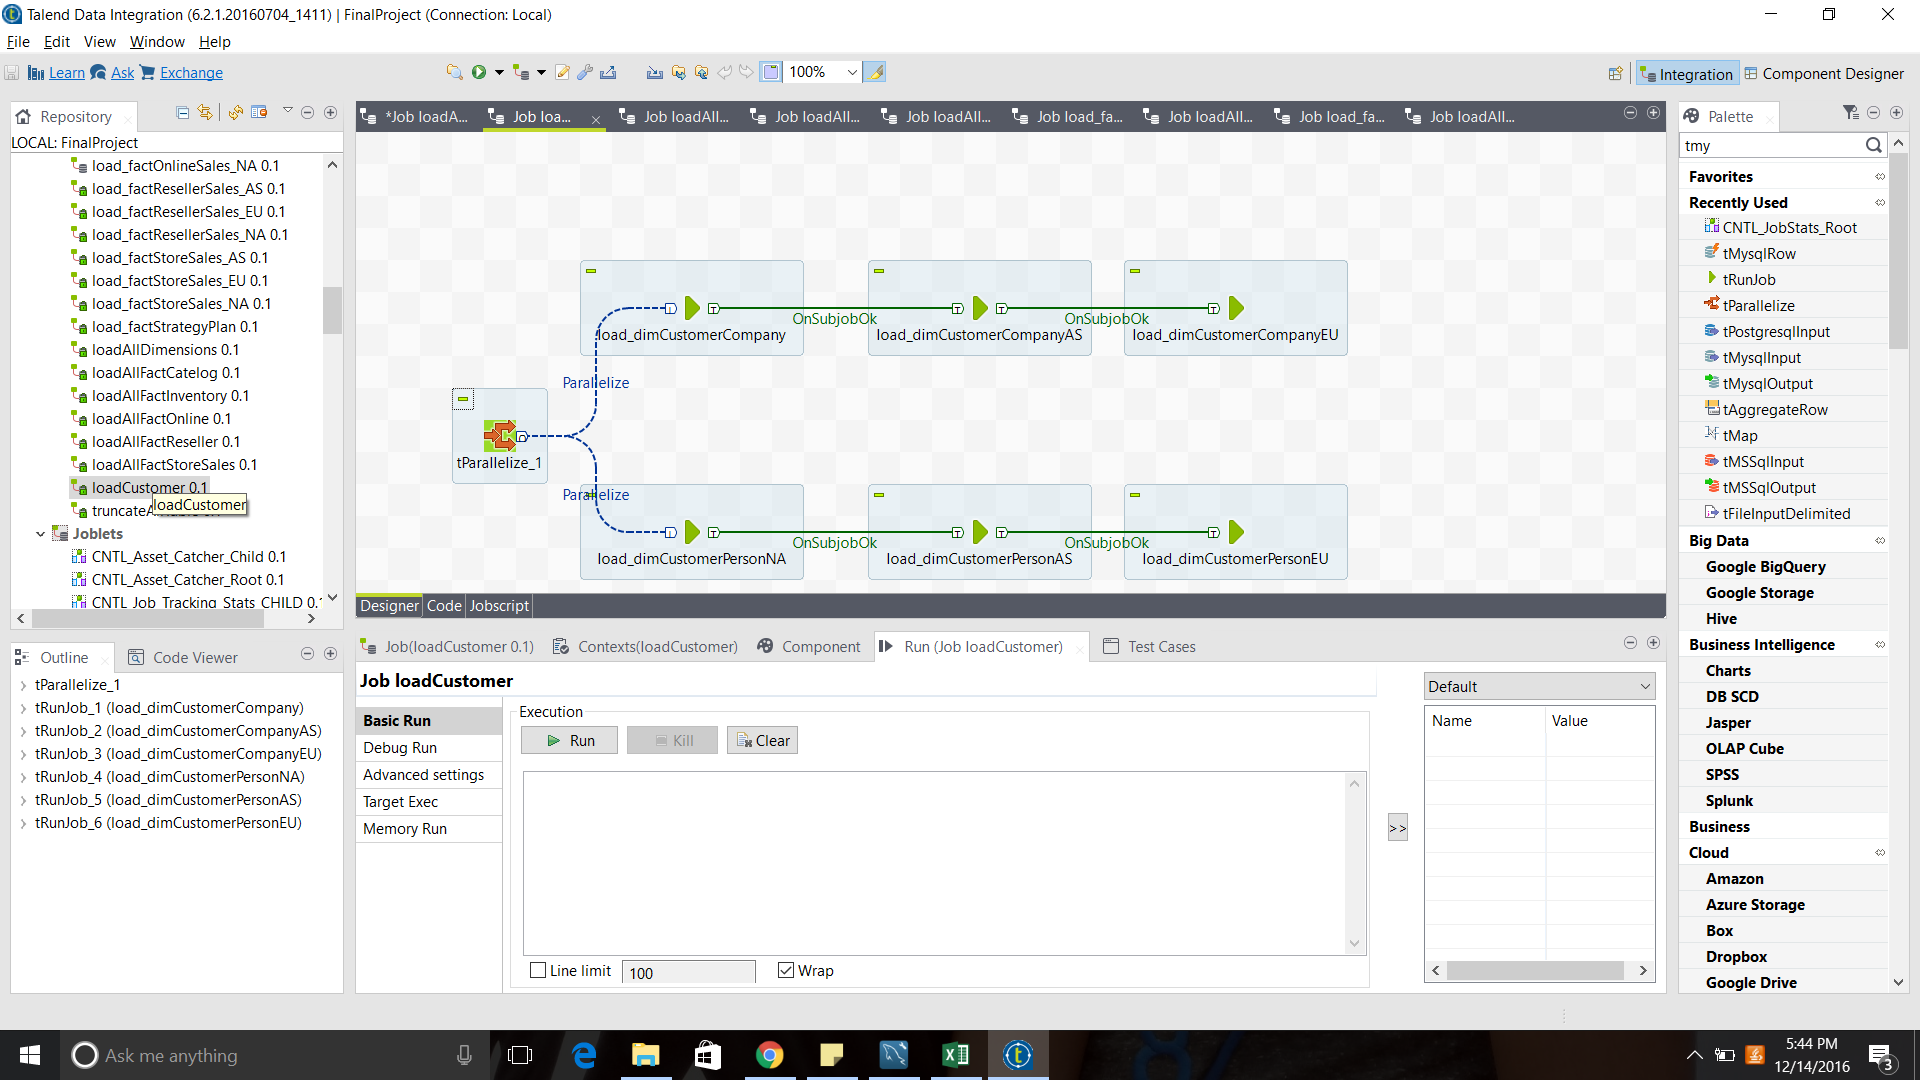 Talend Data Integration (6.2.1.20160704_1411) | FinalProject (Connection: Local)
File Edit View Window Help
Learn Ask Exchange
100%
Integration Component Designer
Repository
LOCAL: FinalProject
load_factOnlineSales_NA 0.1
load_factResellerSales_AS 0.1
load_factResellerSales_EU 0.1
load_factResellerSales_NA 0.1
load_factStoreSales_AS 0.1
load_factStoreSales_EU 0.1
load_factStoreSales_NA 0.1
load_factStrategyPlan 0.1
loadAllDimensions 0.1
loadAllFactCatelog 0.1
loadAllFactInventory 0.1
loadAllFactOnline 0.1
loadAllFactReseller 0.1
loadAllFactStoreSales 0.1
loadCustomer 0.1
loadCustomer
Joblets
CNTL_Asset_Catcher_Child 0.1
CNTL_Asset_Catcher_Root 0.1
CNTL_Job_Tracking_Stats_CHILD 0.1
*Job loadA... Job loa... Job loadAll... Job loadAll... Job loadAll... Job load_fa... Job loadAll... Job load_fa... Job loadAll...
OnSubjobOk OnSubjobOk
load_dimCustomerCompany load_dimCustomerCompanyAS load_dimCustomerCompanyEU
Parallelize
tParallelize_1
Parallelize
OnSubjobOk OnSubjobOk
load_dimCustomerPersonNA load_dimCustomerPersonAS load_dimCustomerPersonEU
Designer Code Jobscript
Palette
tmy
Favorites
Recently Used
CNTL_JobStats_Root
tMysqlRow
tRunJob
tParallelize
tPostgresqlInput
tMysqlInput
tMysqlOutput
tAggregateRow
tMap
tMSSqlInput
tMSSqlOutput
tFileInputDelimited
Big Data
Google BigQuery
Google Storage
Hive
Business Intelligence
Charts
DB SCD
Jasper
OLAP Cube
SPSS
Splunk
Business
Cloud
Amazon
Azure Storage
Box
Dropbox
Google Drive
Outline Code Viewer
tParallelize_1
tRunJob_1 (load_dimCustomerCompany)
tRunJob_2 (load_dimCustomerCompanyAS)
tRunJob_3 (load_dimCustomerCompanyEU)
tRunJob_4 (load_dimCustomerPersonNA)
tRunJob_5 (load_dimCustomerPersonAS)
tRunJob_6 (load_dimCustomerPersonEU)
Job(loadCustomer 0.1) Contexts(loadCustomer) Component Run (Job loadCustomer) Test Cases
Job loadCustomer
Basic Run
Debug Run
Advanced settings
Target Exec
Memory Run
Execution
Run Kill Clear
Line limit 100 Wrap
>>
Default
Name Value
Ask me anything
5:44 PM
12/14/2016
3